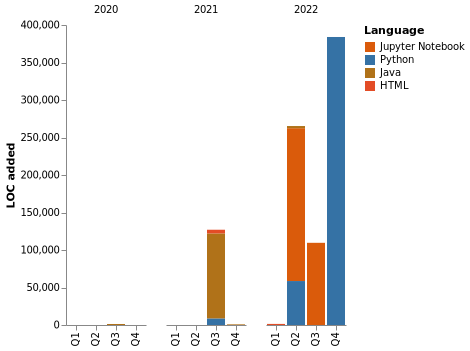 2020 2021 2022
Language
Jupyter Notebook
Python
Java
HTML
LOC added
400,000
350,000
300,000
250,000
200,000
150,000
100,000
50,000
0
Q1 Q2 Q3 Q4 Q1 Q2 Q3 Q4 Q1 Q2 Q3 Q4